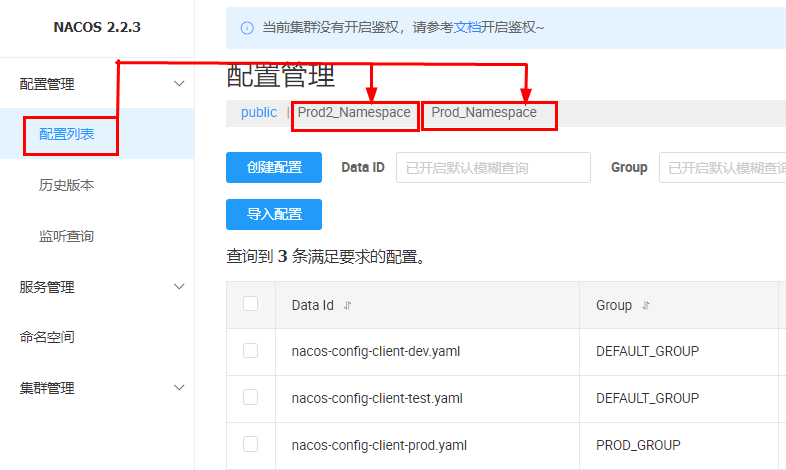 NACOS 2.2.3
当前集群没有开启鉴权，请参考文档开启鉴权~
配置管理
配置列表
历史版本
监听查询
服务管理
命名空间
集群管理
配置管理
public | Prod2_Namespace Prod_Namespace
创建配置 Data ID 已开启默认模糊查询 Group 已开启默认模糊查询
导入配置
查询到 3 条满足要求的配置。
Data Id Group
nacos-config-client-dev.yaml DEFAULT_GROUP
nacos-config-client-test.yaml DEFAULT_GROUP
nacos-config-client-prod.yaml PROD_GROUP